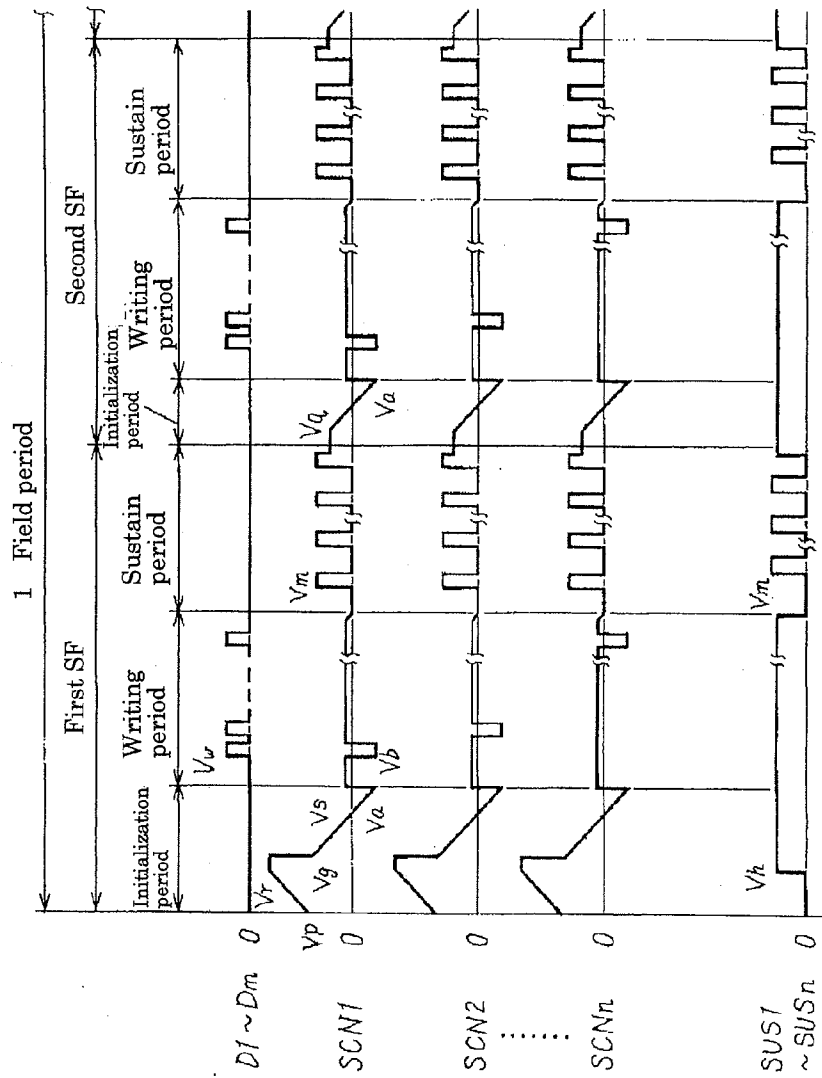 1 Field period
First SF
Second SF
Initialization
period
Writing
period
Sustain
period
Initialization
period
Writing
period
Sustain
period
D1~Dm 0
Vw
SCN1 0
Vp
Vr
Vg
Vs
Va
Vb
Vm
Vq
Va
SCN2 0
......
SCNn 0
SUS1
~SUSn 0
Vh
Vm